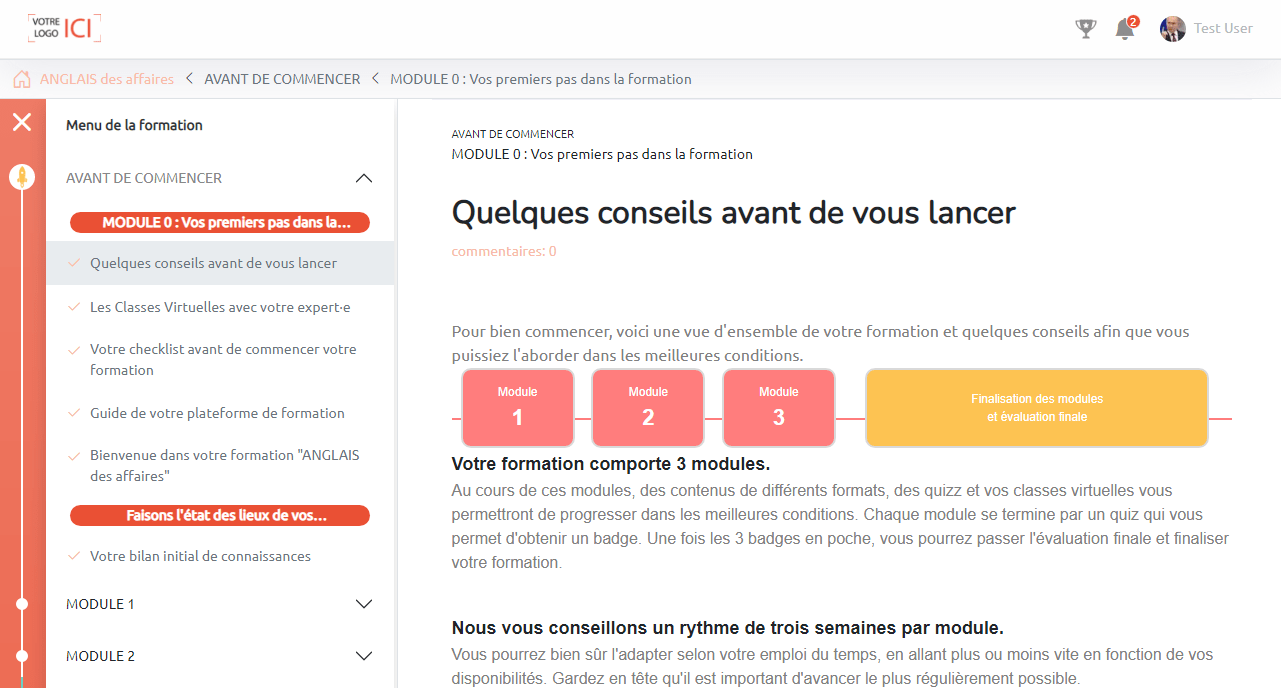 VOTRE
LOGO ICI
2
Test User
ANGLAIS des affaires
AVANT DE COMMENCER
MODULE 0 : Vos premiers pas dans la formation
Menu de la formation
AVANT DE COMMENCER
MODULE 0 : Vos premiers pas dans la...
Quelques conseils avant de vous lancer
Les Classes Virtuelles avec votre expert·e
Votre checklist avant de commencer votre
formation
Guide de votre plateforme de formation
Bienvenue dans votre formation "ANGLAIS
des affaires"
Faisons l'état des lieux de vos...
Votre bilan initial de connaissances
MODULE 1
MODULE 2
AVANT DE COMMENCER
MODULE 0 : Vos premiers pas dans la formation
Quelques conseils avant de vous lancer
commentaires: 0
Pour bien commencer, voici une vue d'ensemble de votre formation et quelques conseils afin que vous
puissiez l'aborder dans les meilleures conditions.
Module
1
Module
2
Module
3
Finalisation des modules
et évaluation finale
Votre formation comporte 3 modules.
Au cours de ces modules, des contenus de différents formats, des quizz et vos classes virtuelles vous
permettront de progresser dans les meilleures conditions. Chaque module se termine par un quiz qui vous
permet d'obtenir un badge. Une fois les 3 badges en poche, vous pourrez passer l'évaluation finale et finaliser
votre formation.
Nous vous conseillons un rythme de trois semaines par module.
Vous pourrez bien sûr l'adapter selon votre emploi du temps, en allant plus ou moins vite en fonction de vos
disponibilités. Gardez en tête qu'il est important d'avancer le plus régulièrement possible.